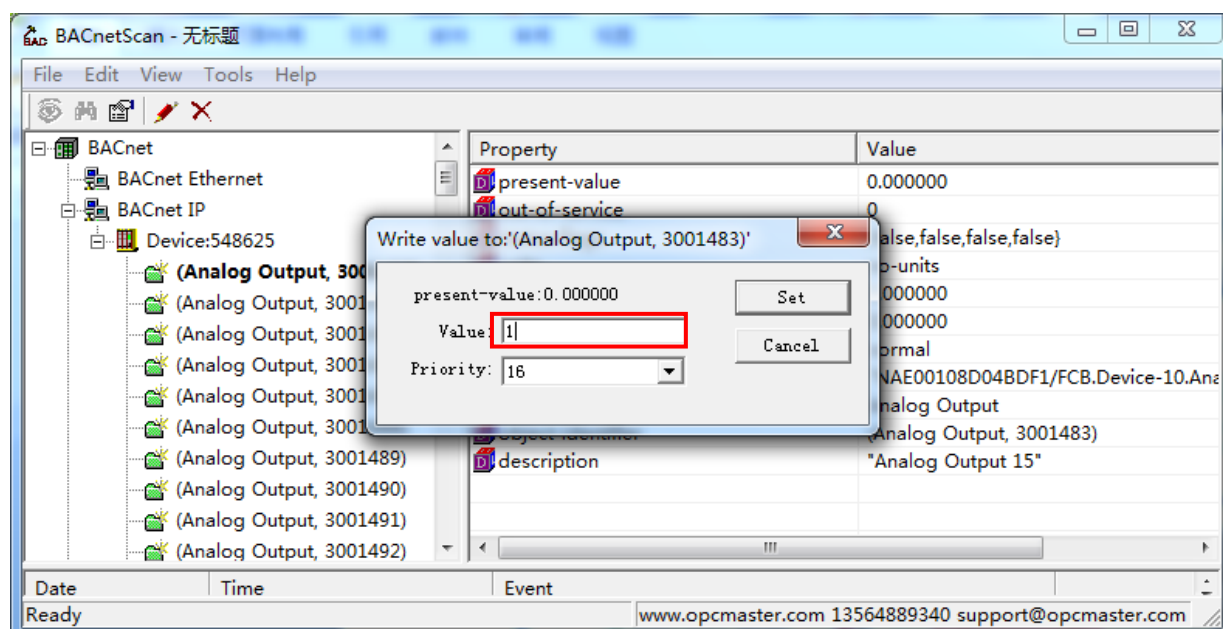 BACnetScan - 无标题
File Edit View Tools Help
BACnet
BACnet Ethernet
BACnet IP
Device:548625
(Analog Output, 300
(Analog Output, 3001
(Analog Output, 3001
(Analog Output, 3001
(Analog Output, 3001
(Analog Output, 3001
(Analog Output, 3001489)
(Analog Output, 3001490)
(Analog Output, 3001491)
(Analog Output, 3001492)
Property Value
present-value 0.000000
out-of-service 0
alse,false,false,false}
o-units
000000
000000
ormal
NAE00108D04BDF1/FCB.Device-10.Ana
nalog Output
object-identifier (Analog Output, 3001483)
description "Analog Output 15"
Write value to:'(Analog Output, 3001483)'
present-value:0.000000
Set
Value: 1
Cancel
Priority: 16
Date Time Event
Ready www.opcmaster.com 13564889340 support@opcmaster.com